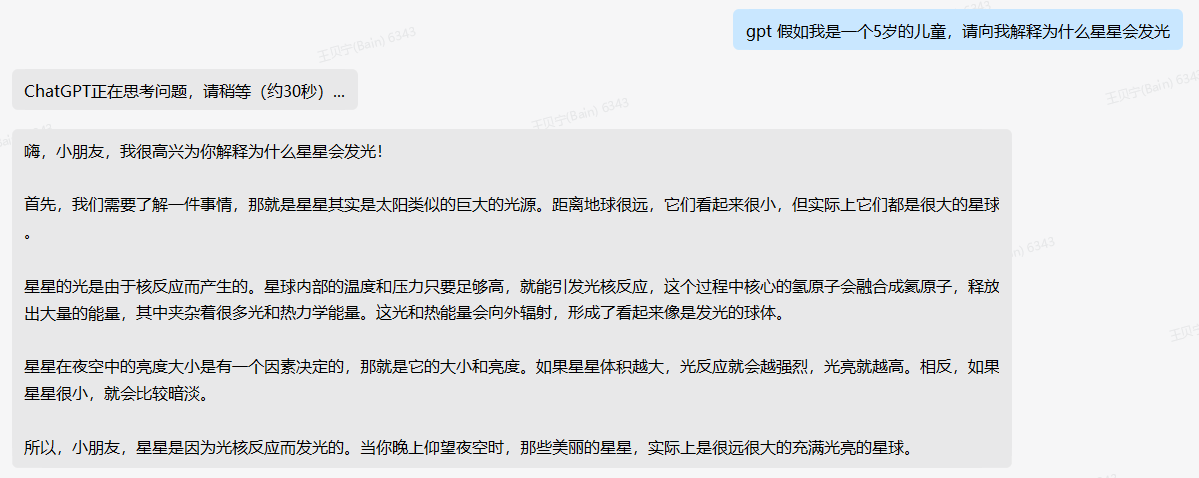 gpt 假如我是一个5岁的儿童，请向我解释为什么星星会发光
王贝宁(Bain) 6343
ChatGPT正在思考问题，请稍等（约30秒）...
王贝宁(Bain) 6343
王贝宁(Bain) 6343
嗨，小朋友，我很高兴为你解释为什么星星会发光！
首先，我们需要了解一件事情，那就是星星其实是太阳类似的巨大的光源。距离地球很远，它们看起来很小，但实际上它们都是很大的星球
。
星星的光是由于核反应而产生的。星球内部的温度和压力只要足够高，就能引发光核反应，这个过程中核心的氢原子会融合成氦原子，释放
出大量的能量，其中夹杂着很多光和热力学能量。这光和热能量会向外辐射，形成了看起来像是发光的球体。
星星在夜空中的亮度大小是有一个因素决定的，那就是它的大小和亮度。如果星星体积越大，光反应就会越强烈，光亮就越高。相反，如果
星星很小，就会比较暗淡。
所以，小朋友，星星是因为光核反应而发光的。当你晚上仰望夜空时，那些美丽的星星，实际上是很远很大的充满光亮的星球。